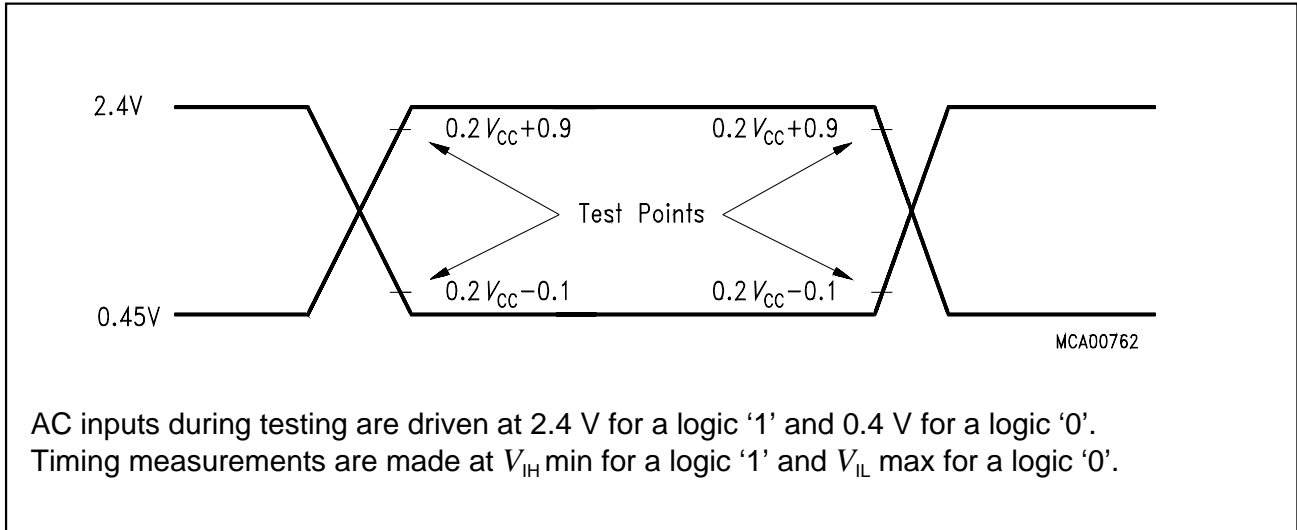 2.4V
0.2 VCC+0.9 0.2 VCC+0.9
Test Points
0.2 VCC−0.1 0.2 VCC−0.1
0.45V
MCA00762
AC inputs during testing are driven at 2.4 V for a logic ‘1’ and 0.4 V for a logic ‘0’.
Timing measurements are made at VIH min for a logic ‘1’ and VIL max for a logic ‘0’.